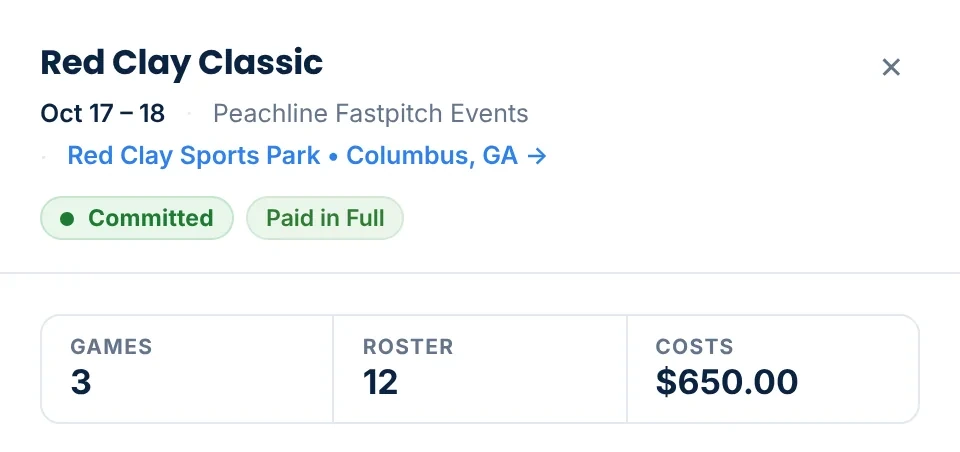 Red Clay Classic ×
Oct 17 – 18 · Peachline Fastpitch Events
· Red Clay Sports Park • Columbus, GA →
Committed Paid in Full
GAMES ROSTER COSTS
3 12 $650.00